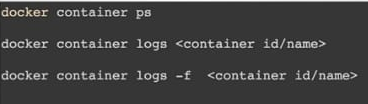 docker container ps
docker container logs <container id/name>
docker container logs -f  <container id/name>